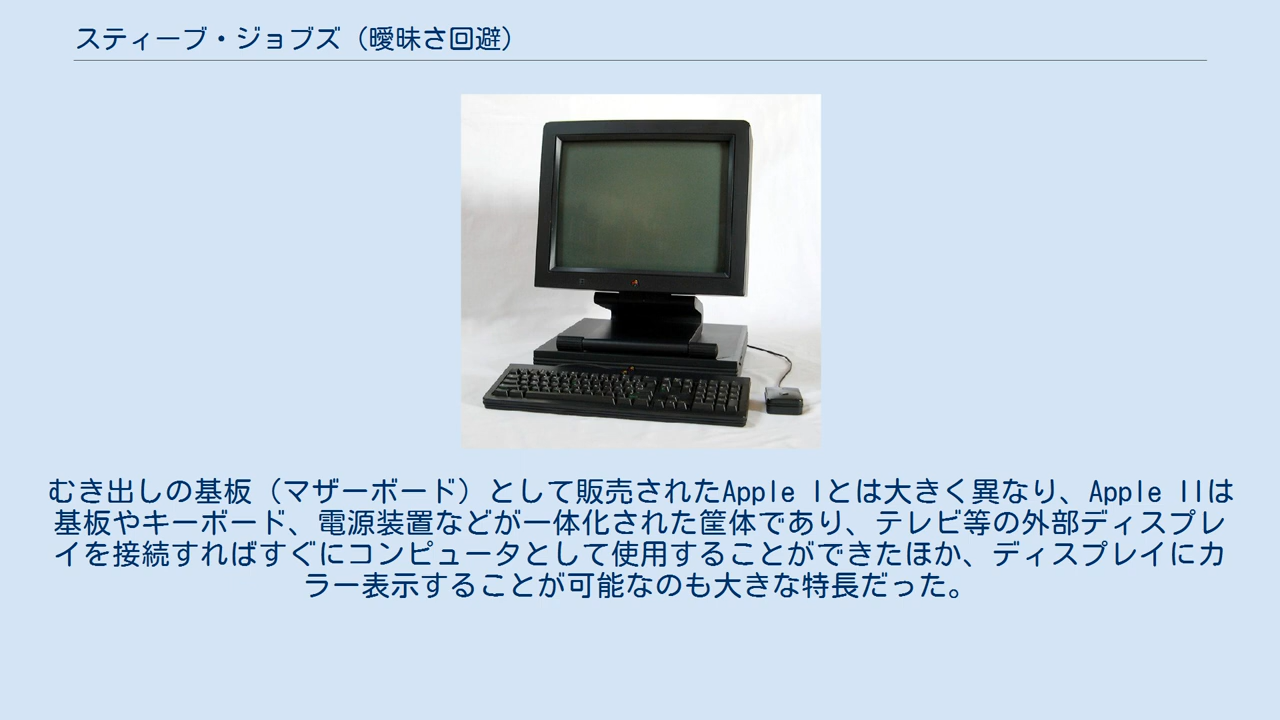 スティーブ・ジョブズ（曖昧さ回避）
むき出しの基板（マザーボード）として販売されたApple Iとは大きく異なり、Apple IIは
基板やキーボード、電源装置などが一体化された筐体であり、テレビ等の外部ディスプレ
イを接続すればすぐにコンピュータとして使用することができたほか、ディスプレイにカ
ラー表示することが可能なのも大きな特長だった。